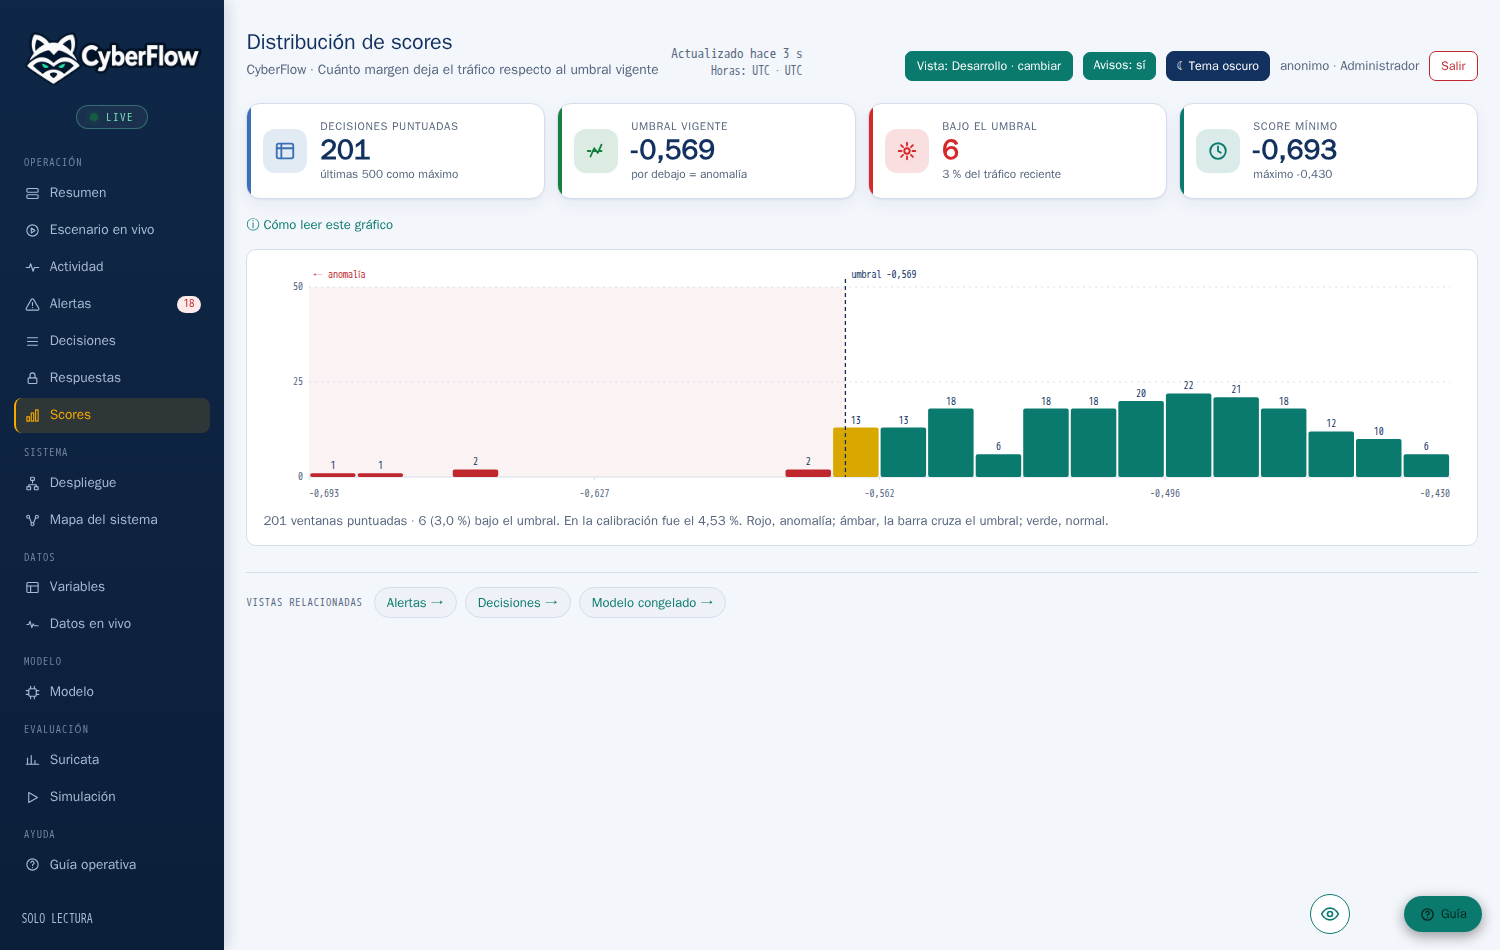 CyberFlow
LIVE
OPERACIÓN
Resumen
Escenario en vivo
Actividad
Alertas 18
Decisiones
Respuestas
Scores
SISTEMA
Despliegue
Mapa del sistema
DATOS
Variables
Datos en vivo
MODELO
Modelo
EVALUACIÓN
Suricata
Simulación
AYUDA
Guía operativa
SOLO LECTURA
Distribución de scores
CyberFlow · Cuánto margen deja el tráfico respecto al umbral vigente
Actualizado hace 3 s
Horas: UTC · UTC
Vista: Desarrollo · cambiar
Avisos: sí
☾ Tema oscuro
anonimo · Administrador
Salir
DECISIONES PUNTUADAS
201
últimas 500 como máximo
UMBRAL VIGENTE
-0,569
por debajo = anomalía
BAJO EL UMBRAL
6
3 % del tráfico reciente
SCORE MÍNIMO
-0,693
máximo -0,430
ⓘ Cómo leer este gráfico
← anomalía
umbral -0,569
50
25
0
1 1 2 2 13 13 18 6 18 18 20 22 21 18 12 10 6
-0,693 -0,627 -0,562 -0,496 -0,430
201 ventanas puntuadas · 6 (3,0 %) bajo el umbral. En la calibración fue el 4,53 %. Rojo, anomalía; ámbar, la barra cruza el umbral; verde, normal.
VISTAS RELACIONADAS
Alertas →
Decisiones →
Modelo congelado →
Guía